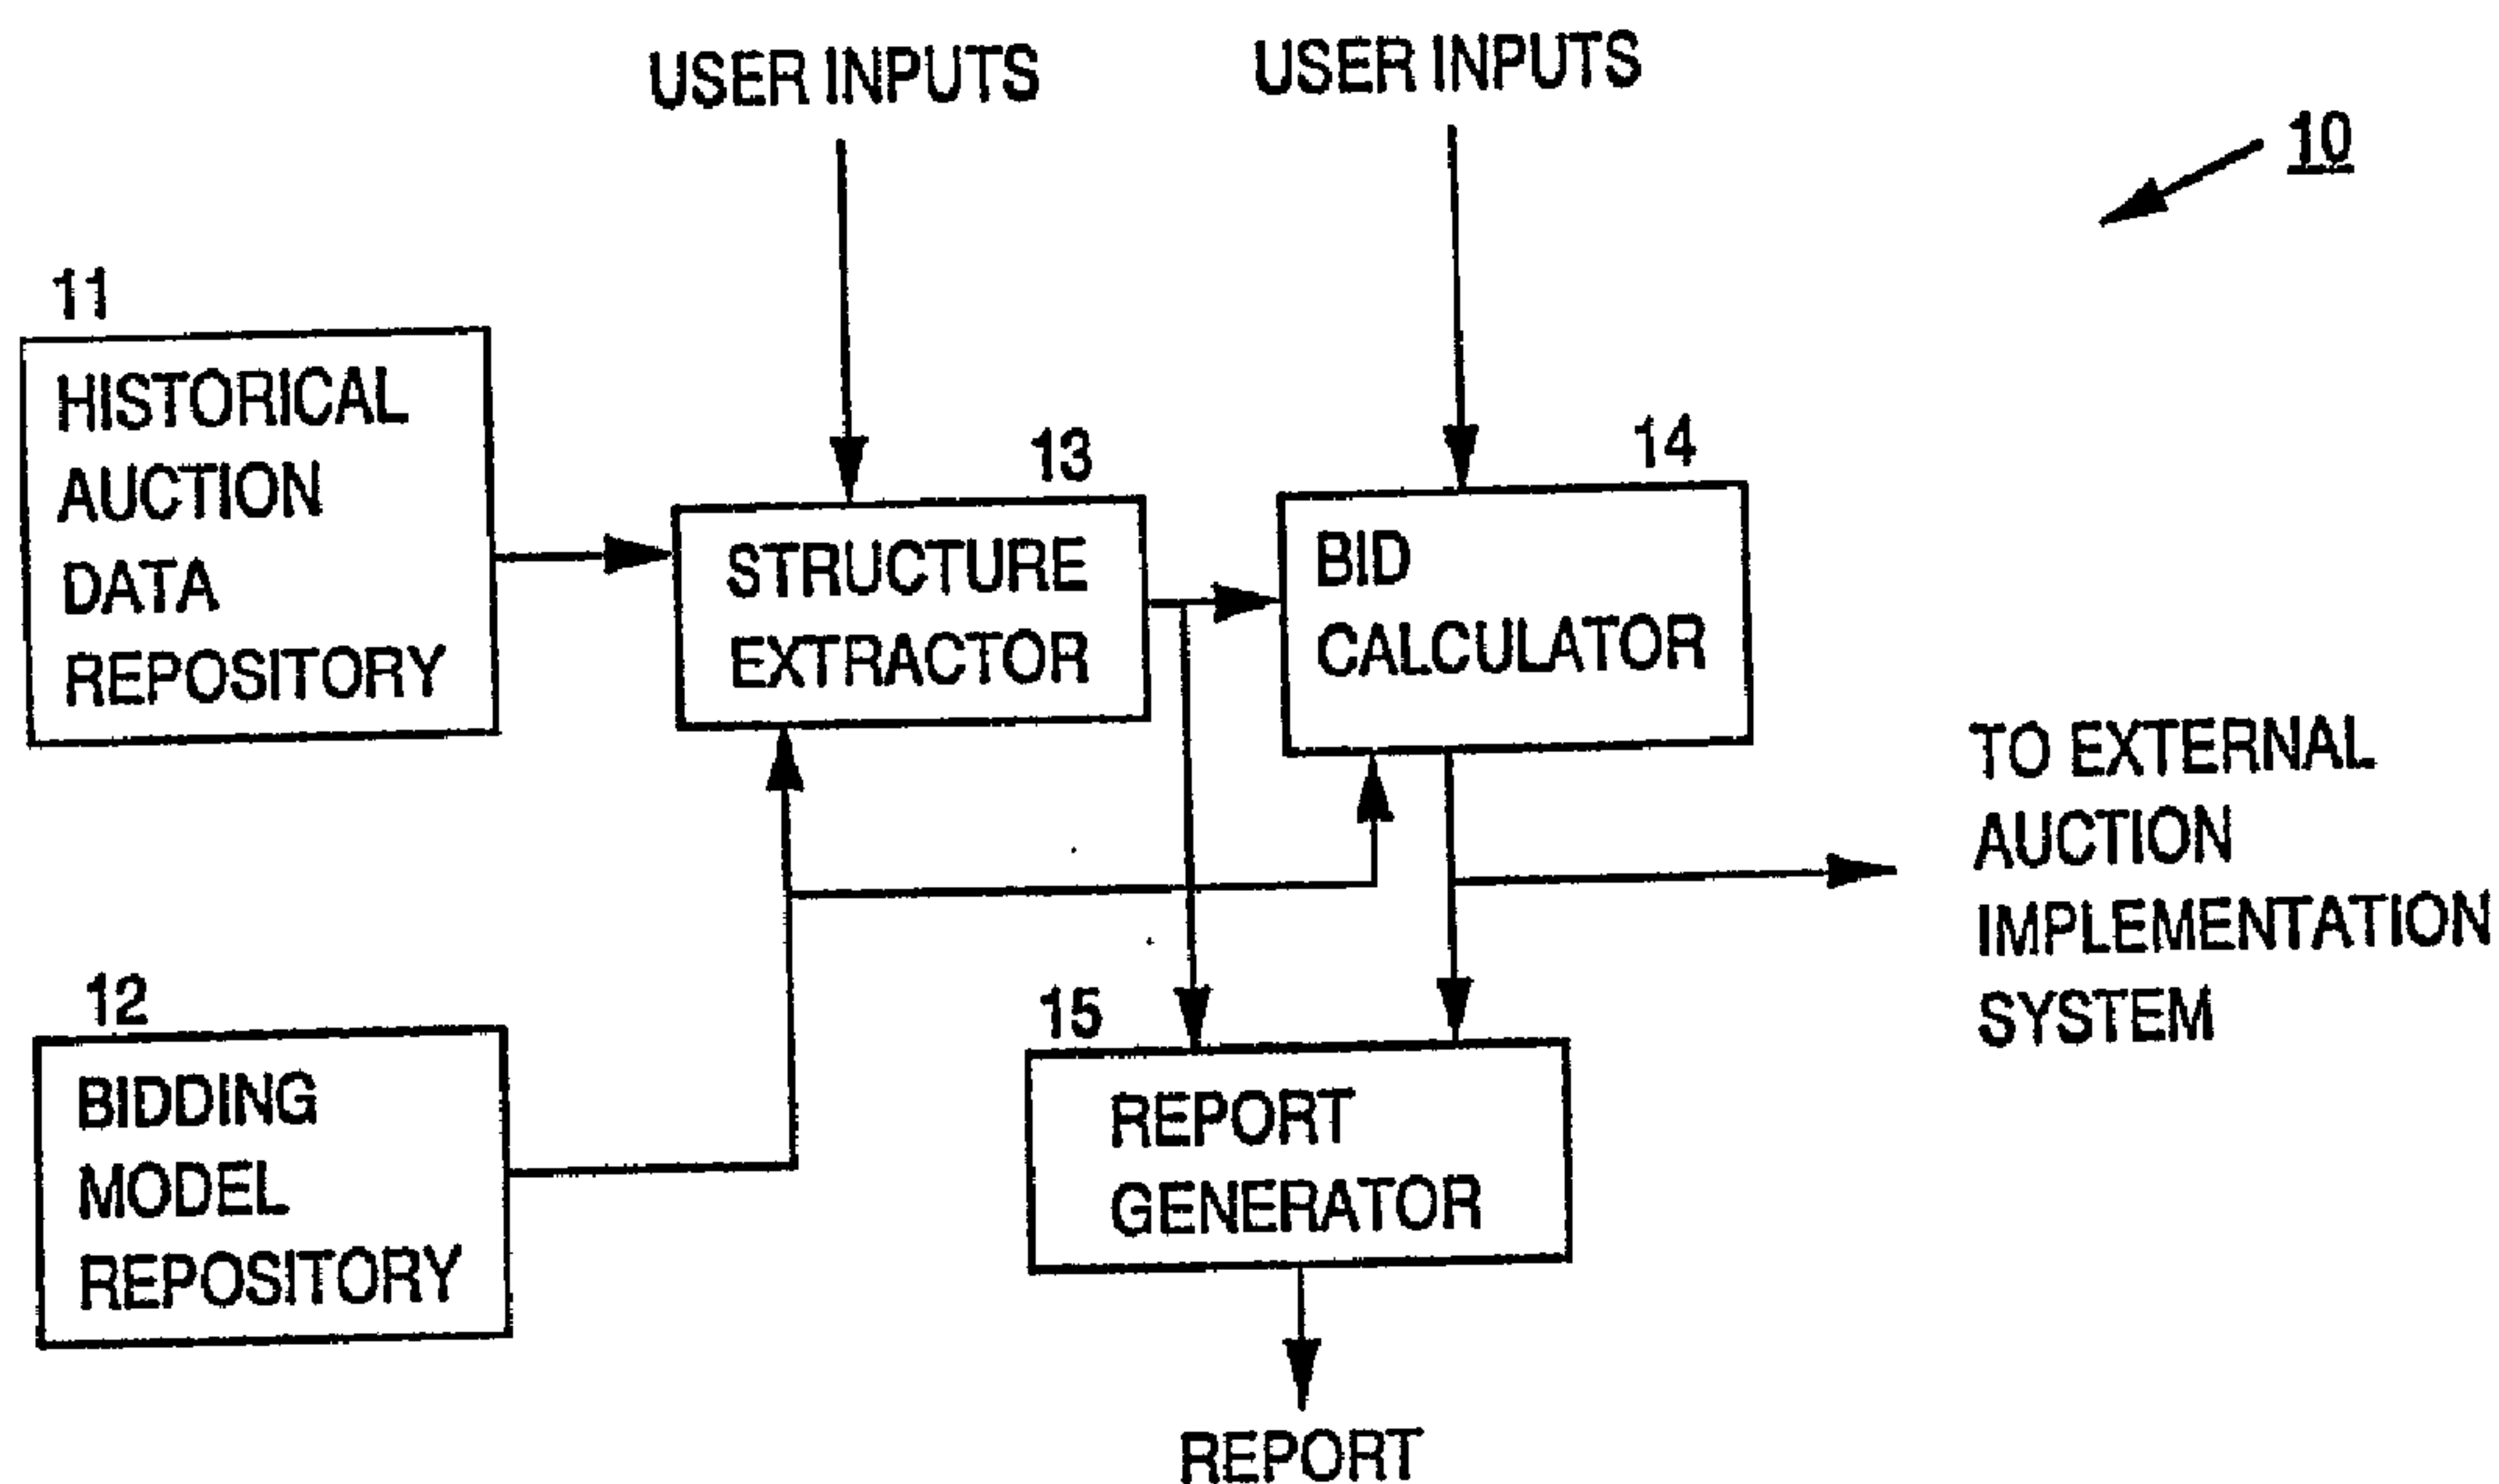 USER INPUTS
USER INPUTS
10
11
HISTORICAL
AUCTION
DATA
REPOSITORY
13
STRUCTURE
EXTRACTOR
14
BID
CALCULATOR
TO EXTERNAL
AUCTION
IMPLEMENTATION
SYSTEM
12
BIDDING
MODEL
REPOSITORY
15
REPORT
GENERATOR
REPORT